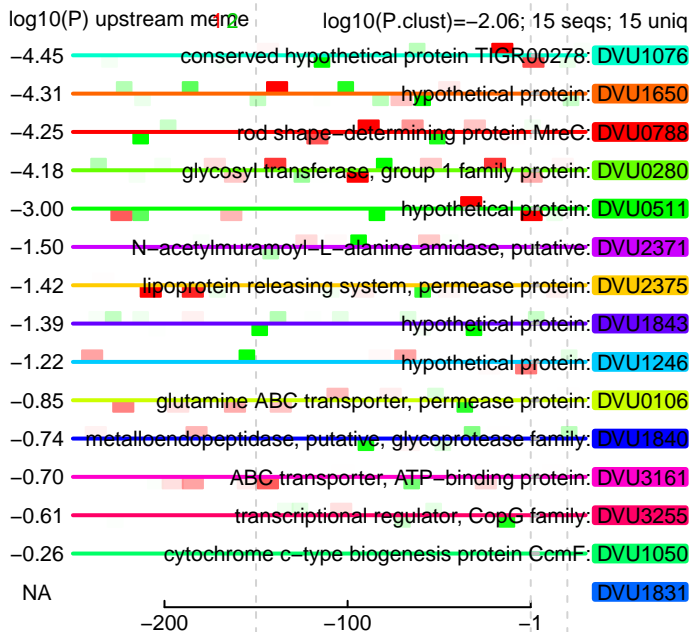 log10(P) upstream meme 12 log10(P.clust)=−2.06; 15 seqs; 15 uniq
−4.45 conserved hypothetical protein TIGR00278: DVU1076
−4.31 hypothetical protein: DVU1650
−4.25 rod shape−determining protein MreC: DVU0788
−4.18 glycosyl transferase, group 1 family protein: DVU0280
−3.00 hypothetical protein: DVU0511
−1.50 N−acetylmuramoyl−L−alanine amidase, putative: DVU2371
−1.42 lipoprotein releasing system, permease protein: DVU2375
−1.39 hypothetical protein: DVU1843
−1.22 hypothetical protein: DVU1246
−0.85 glutamine ABC transporter, permease protein: DVU0106
−0.74 metalloendopeptidase, putative, glycoprotease family: DVU1840
−0.70 ABC transporter, ATP−binding protein: DVU3161
−0.61 transcriptional regulator, CopG family: DVU3255
−0.26 cytochrome c−type biogenesis protein CcmF: DVU1050
NA DVU1831
−200 −100 −1